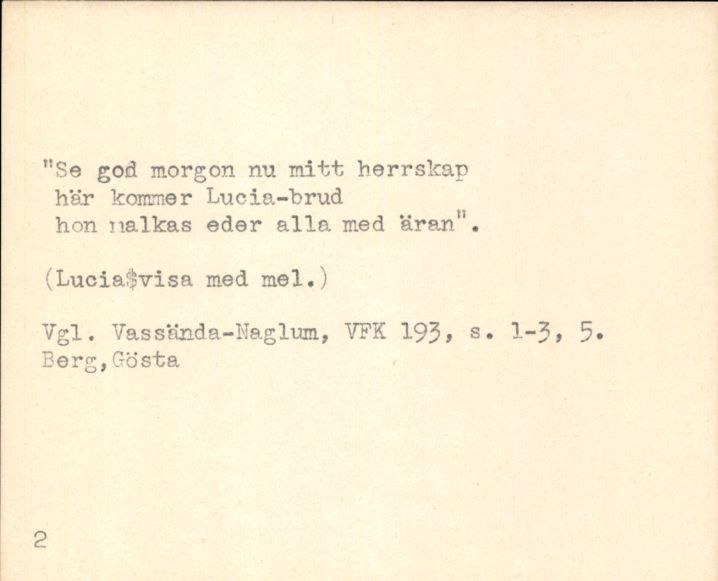 "Se god morgon nu mitt herrskap
här kommer Lucia-brud
hon nalkas eder alla med äran".
(Lucia$visa med mel.)
Vgl. Vassända-Naglum, VFK 193, s. 1-3, 5.
Berg,Gösta
2